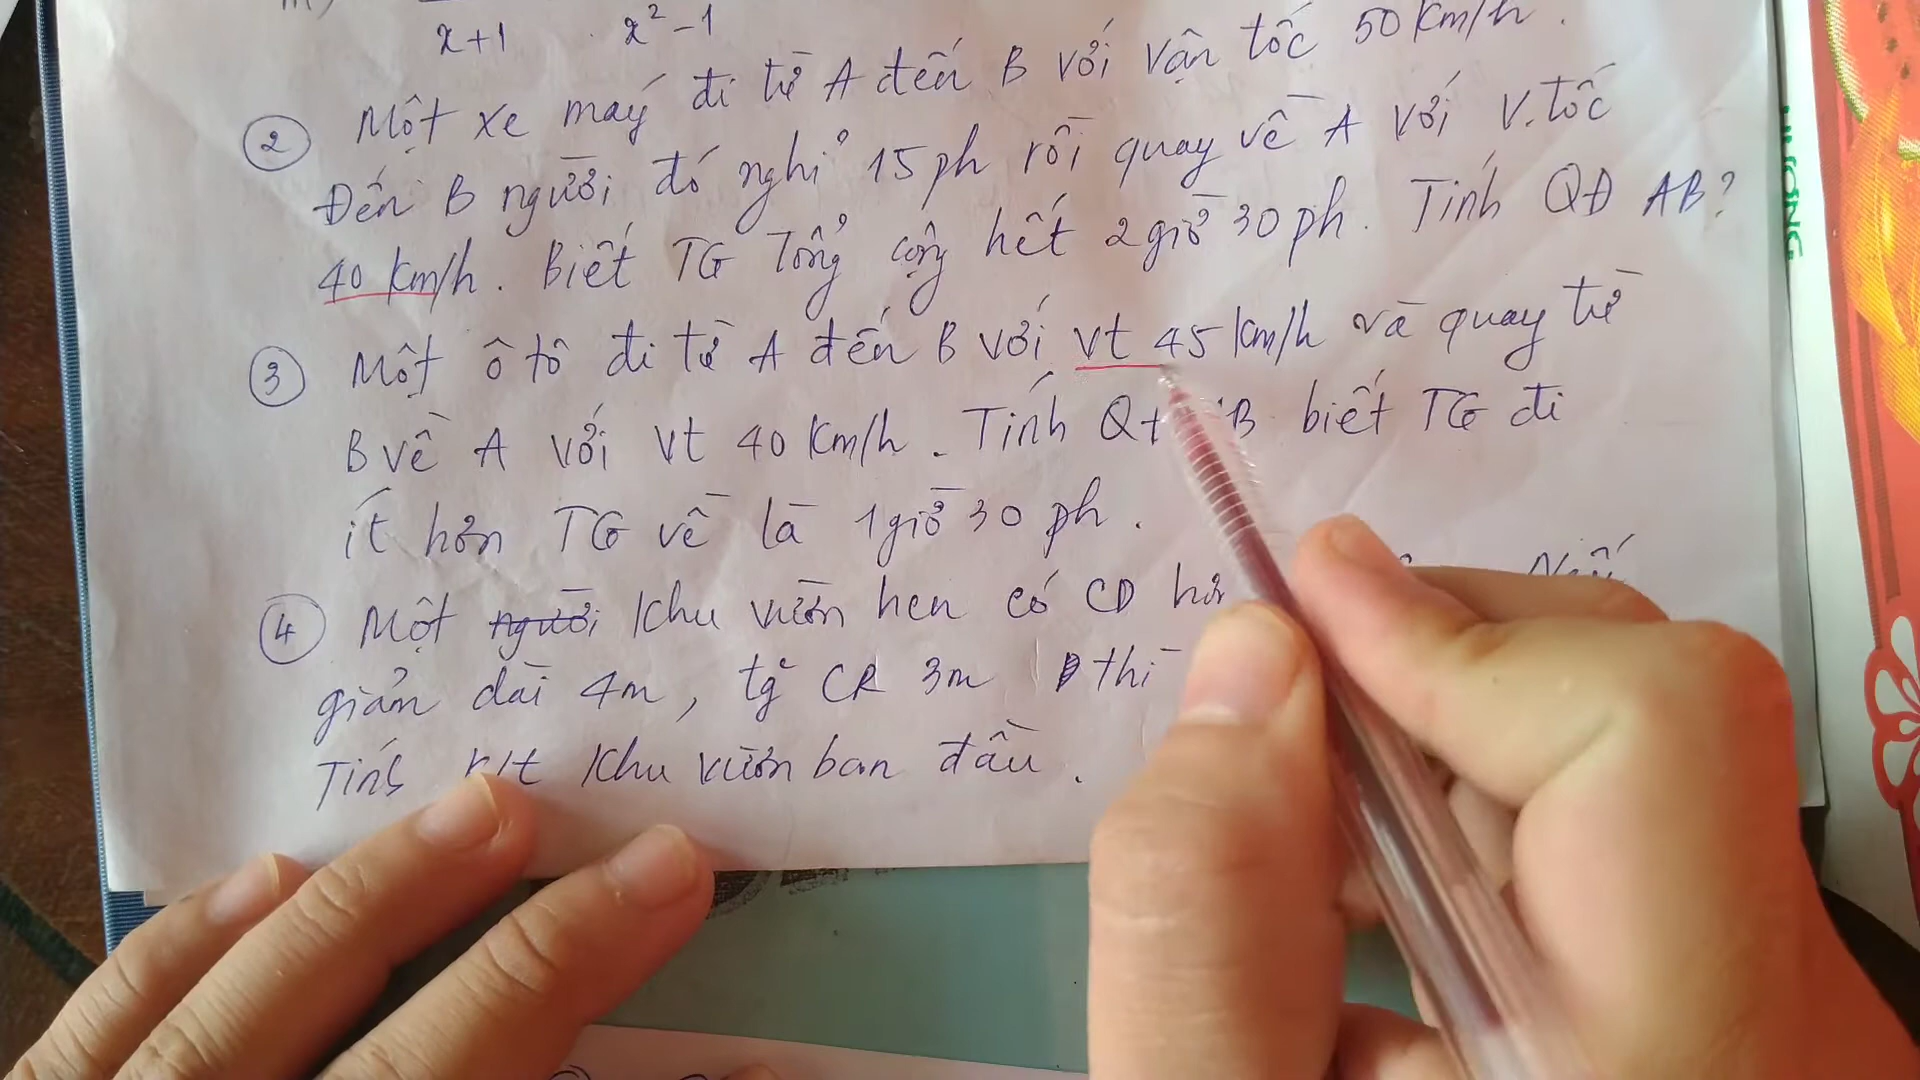 x+1 x²-1
② Một xe máy đi từ A đến B với vận tốc 50 Km/h.
Đến B người đó nghỉ 15 ph rồi quay về A với v.tốc
40 km/h. Biết TG Tổng cộng hết 2 giờ 30 ph. Tính QĐ AB?
③ Một ô tô đi từ A đến B với vt 45 km/h và quay từ
B về A với vt 40 Km/h. Tính B biết TG đi
ít hơn TG về là 1 giờ 30 ph.
④ Một người Khu vườn hcn có CD
giảm dài 4m, tg CR 3m thì
Tính Khu vườn ban đầu.